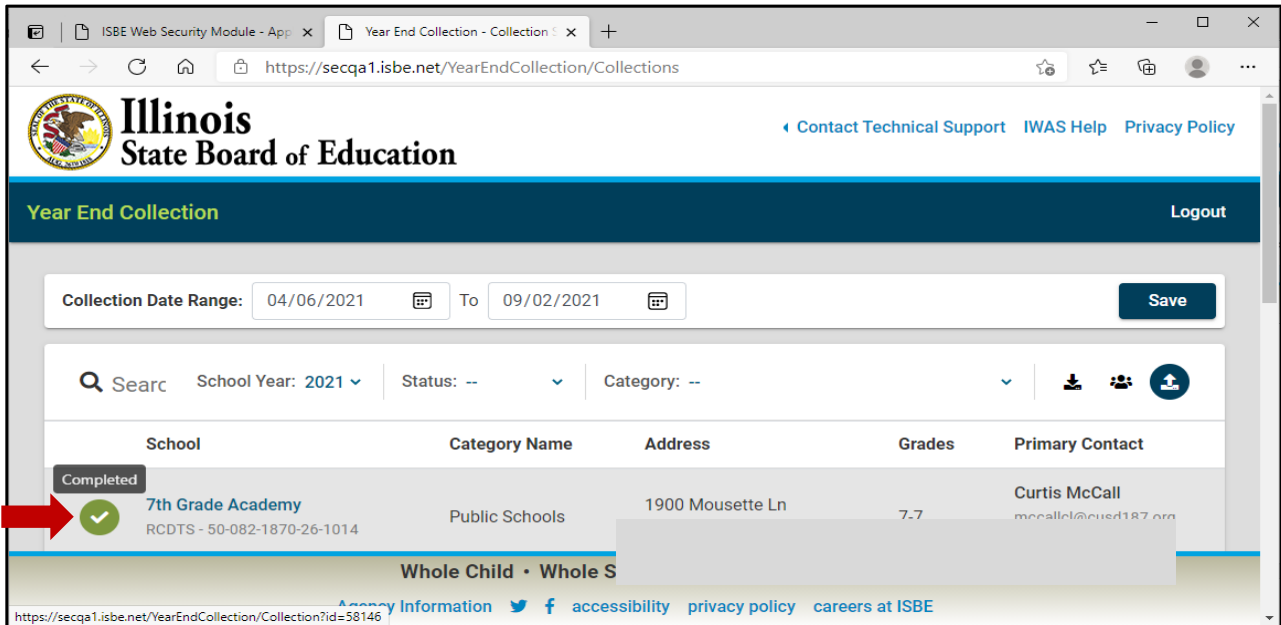 ISBE Web Security Module - App
Year End Collection - Collection S
https://secqa1.isbe.net/YearEndCollection/Collections
Illinois
State Board of Education
Contact Technical Support IWAS Help Privacy Policy
Year End Collection
Logout
Collection Date Range: 04/06/2021 To 09/02/2021 Save
Searc School Year: 2021 Status: -- Category: --
School Category Name Address Grades Primary Contact
Completed
7th Grade Academy
RCDTS - 50-082-1870-26-1014
Public Schools
1900 Mousette Ln
7-7
Curtis McCall
mccallcl@cusd187.org
Whole Child • Whole S
Agency Information accessibility privacy policy careers at ISBE
https://secqa1.isbe.net/YearEndCollection/Collection?id=58146